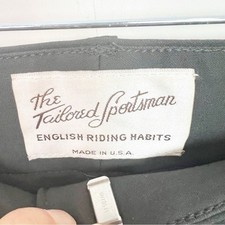 The
Tailored Sportsman
ENGLISH RIDING HABITS
MADE IN U.S.A.